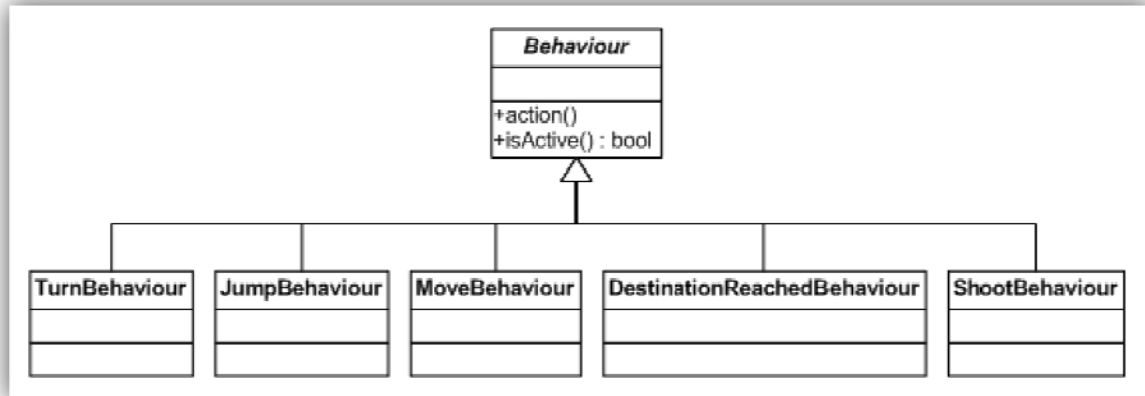 Behaviour
+action()
+isActive() : bool
TurnBehaviour
JumpBehaviour
MoveBehaviour
DestinationReachedBehaviour
ShootBehaviour